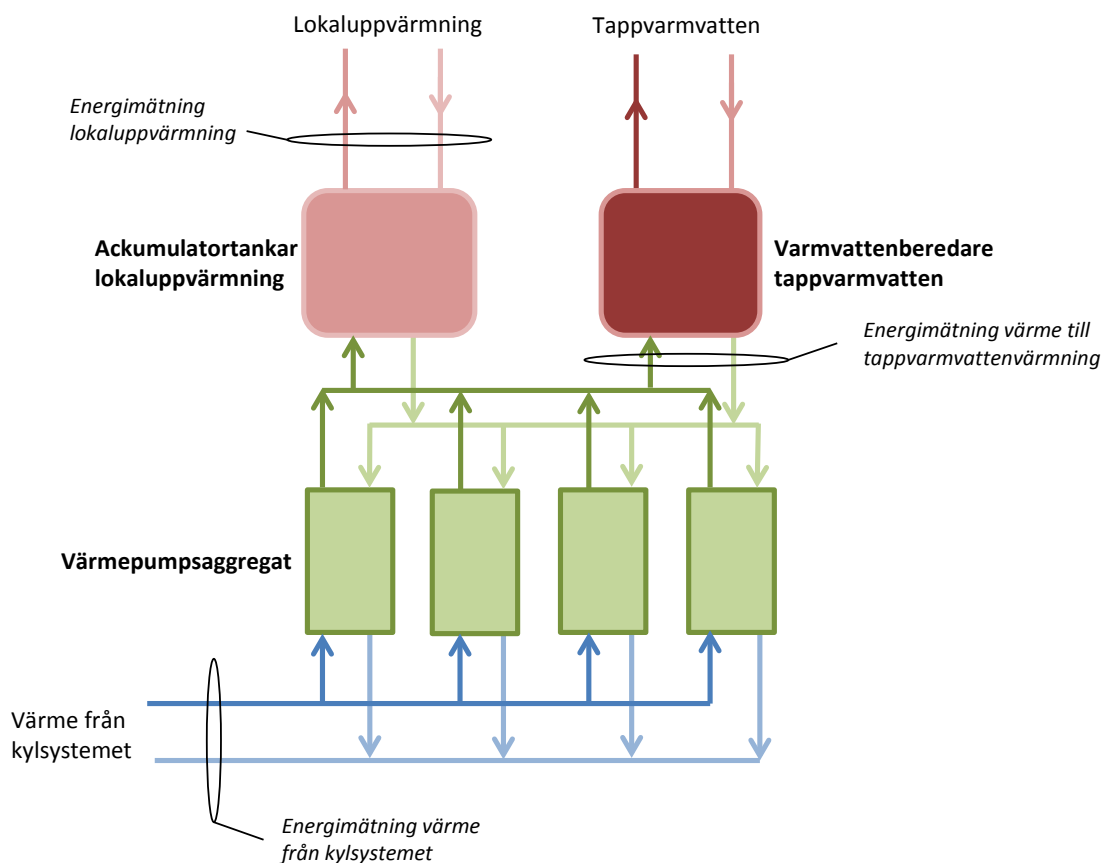 Lokaluppvärmning
Tappvarmvatten
Energimätning
lokaluppvärmning
Ackumulatortankar
lokaluppvärmning
Varmvattenberedare
tappvarmvatten
Energimätning värme till
tappvarmvattenvärmning
Värmepumpsaggregat
Värme från
kylsystemet
Energimätning värme
från kylsystemet